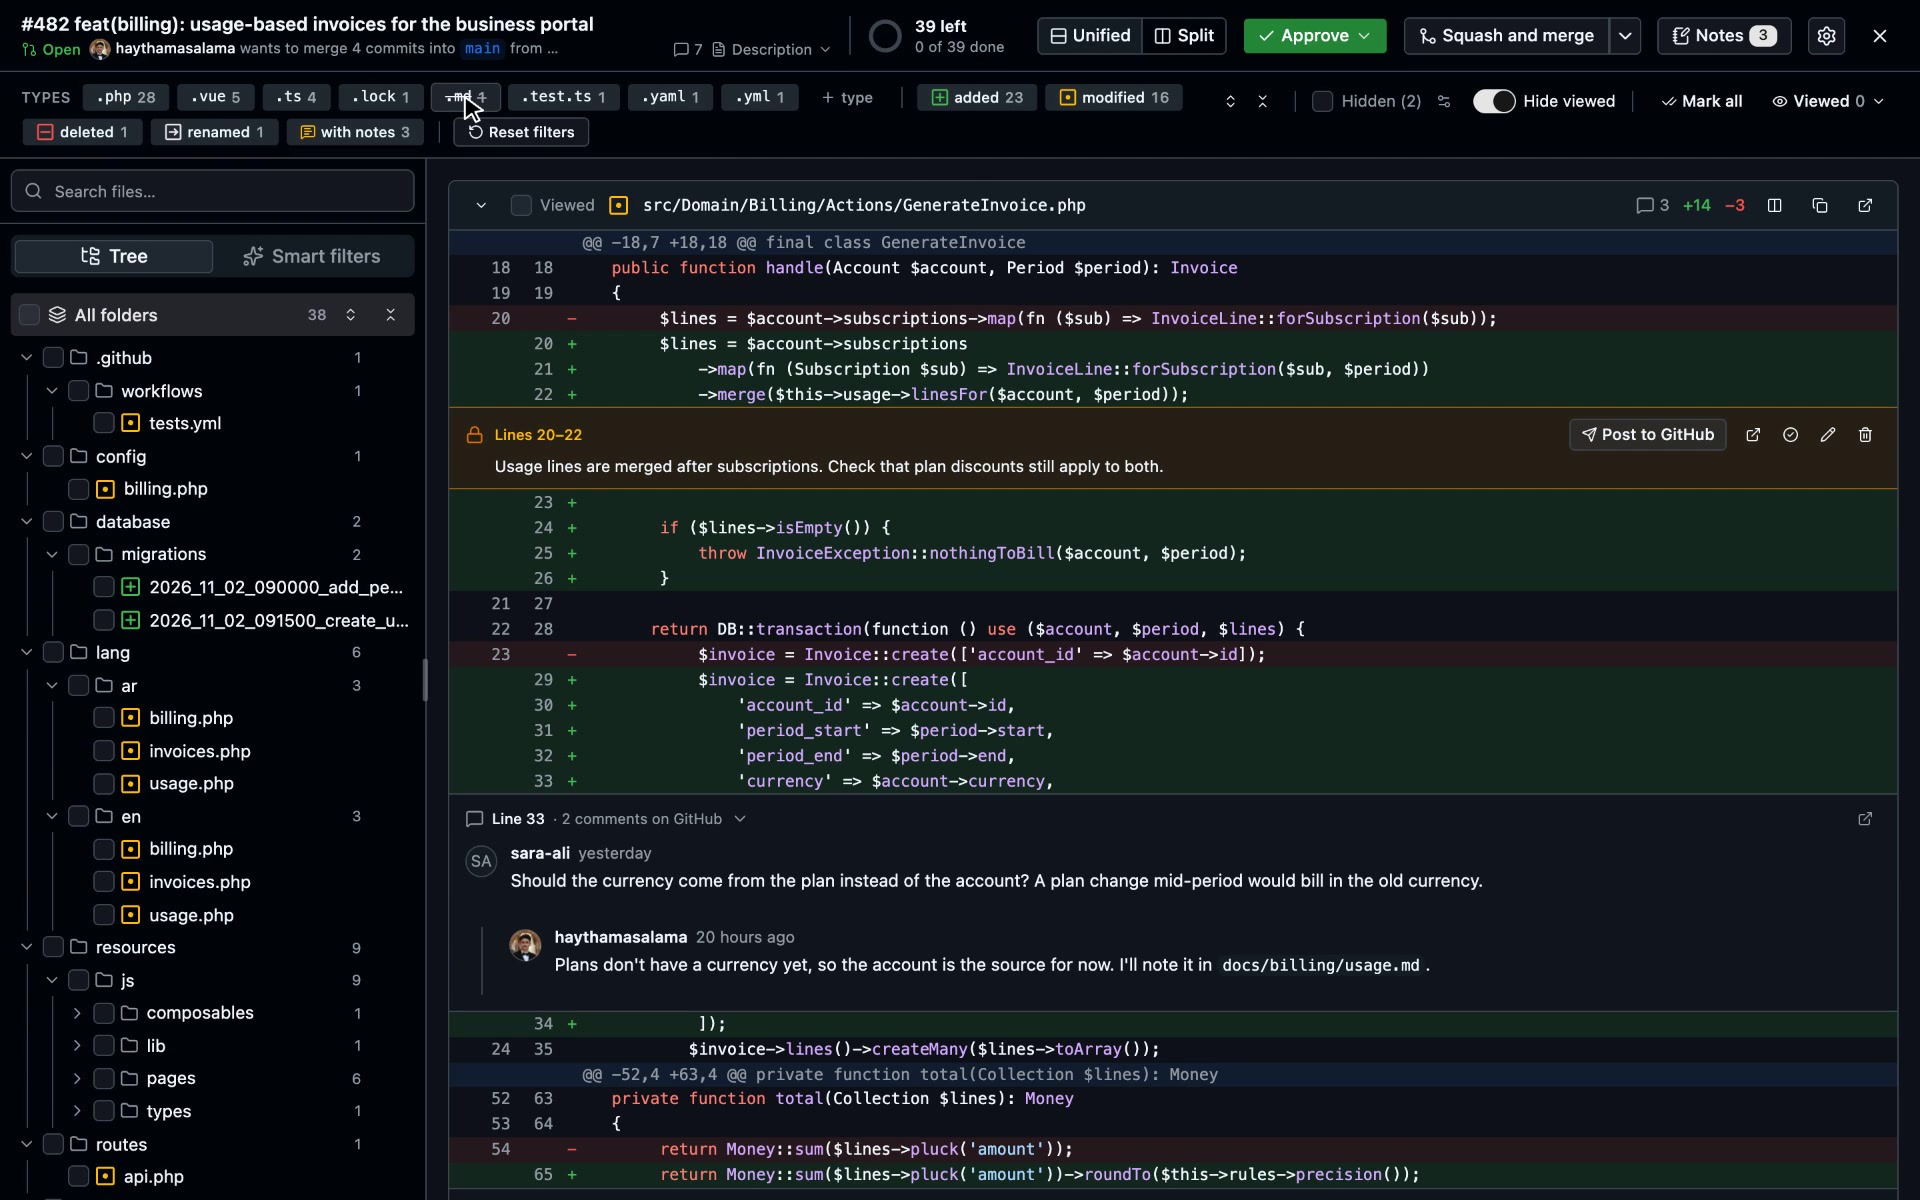 #482 feat(billing): usage-based invoices for the business portal
Open haythamasalama wants to merge 4 commits into main from ...
7 Description
39 left
0 of 39 done
Unified Split
Approve
Squash and merge
Notes 3
TYPES .php 28 .vue 5 .ts 4 .lock 1 .md 1 .test.ts 1 .yaml 1 .yml 1 + type added 23 modified 16 Hidden (2) Hide viewed Mark all Viewed 0
deleted 1 renamed 1 with notes 3 Reset filters
Search files...
Tree Smart filters
All folders 38
.github 1
workflows 1
tests.yml
config 1
billing.php
database 2
migrations 2
2026_11_02_090000_add_pe...
2026_11_02_091500_create_u...
lang 6
ar 3
billing.php
invoices.php
usage.php
en 3
billing.php
invoices.php
usage.php
resources 9
js 9
composables 1
lib 1
pages 6
types 1
routes 1
api.php
Viewed src/Domain/Billing/Actions/GenerateInvoice.php 3 +14 -3
@@ -18,7 +18,18 @@ final class GenerateInvoice
18 18 public function handle(Account $account, Period $period): Invoice
19 19 {
20 - $lines = $account->subscriptions->map(fn ($sub) => InvoiceLine::forSubscription($sub));
20 + $lines = $account->subscriptions
21 + ->map(fn (Subscription $sub) => InvoiceLine::forSubscription($sub, $period))
22 + ->merge($this->usage->linesFor($account, $period));
Lines 20–22 Post to GitHub
Usage lines are merged after subscriptions. Check that plan discounts still apply to both.
23 +
24 + if ($lines->isEmpty()) {
25 + throw InvoiceException::nothingToBill($account, $period);
26 + }
21 27
22 28 return DB::transaction(function () use ($account, $period, $lines) {
23 - $invoice = Invoice::create(['account_id' => $account->id]);
29 + $invoice = Invoice::create([
30 + 'account_id' => $account->id,
31 + 'period_start' => $period->start,
32 + 'period_end' => $period->end,
33 + 'currency' => $account->currency,
Line 33 · 2 comments on GitHub
SA sara-ali yesterday
Should the currency come from the plan instead of the account? A plan change mid-period would bill in the old currency.
haythamasalama 20 hours ago
Plans don't have a currency yet, so the account is the source for now. I'll note it in docs/billing/usage.md .
34 + ]);
24 35 $invoice->lines()->createMany($lines->toArray());
@@ -52,4 +63,4 @@ private function total(Collection $lines): Money
52 63 private function total(Collection $lines): Money
53 64 {
54 - return Money::sum($lines->pluck('amount'));
65 + return Money::sum($lines->pluck('amount'))->roundTo($this->rules->precision());